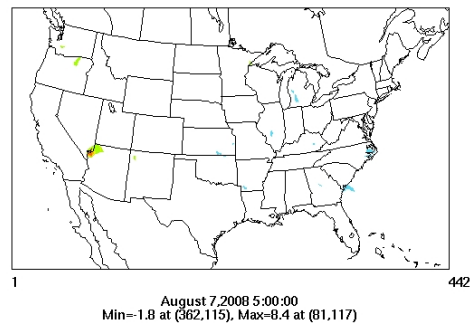 1 442
August 7,2008 5:00:00
Min=-1.8 at (362,115), Max=8.4 at (81,117)